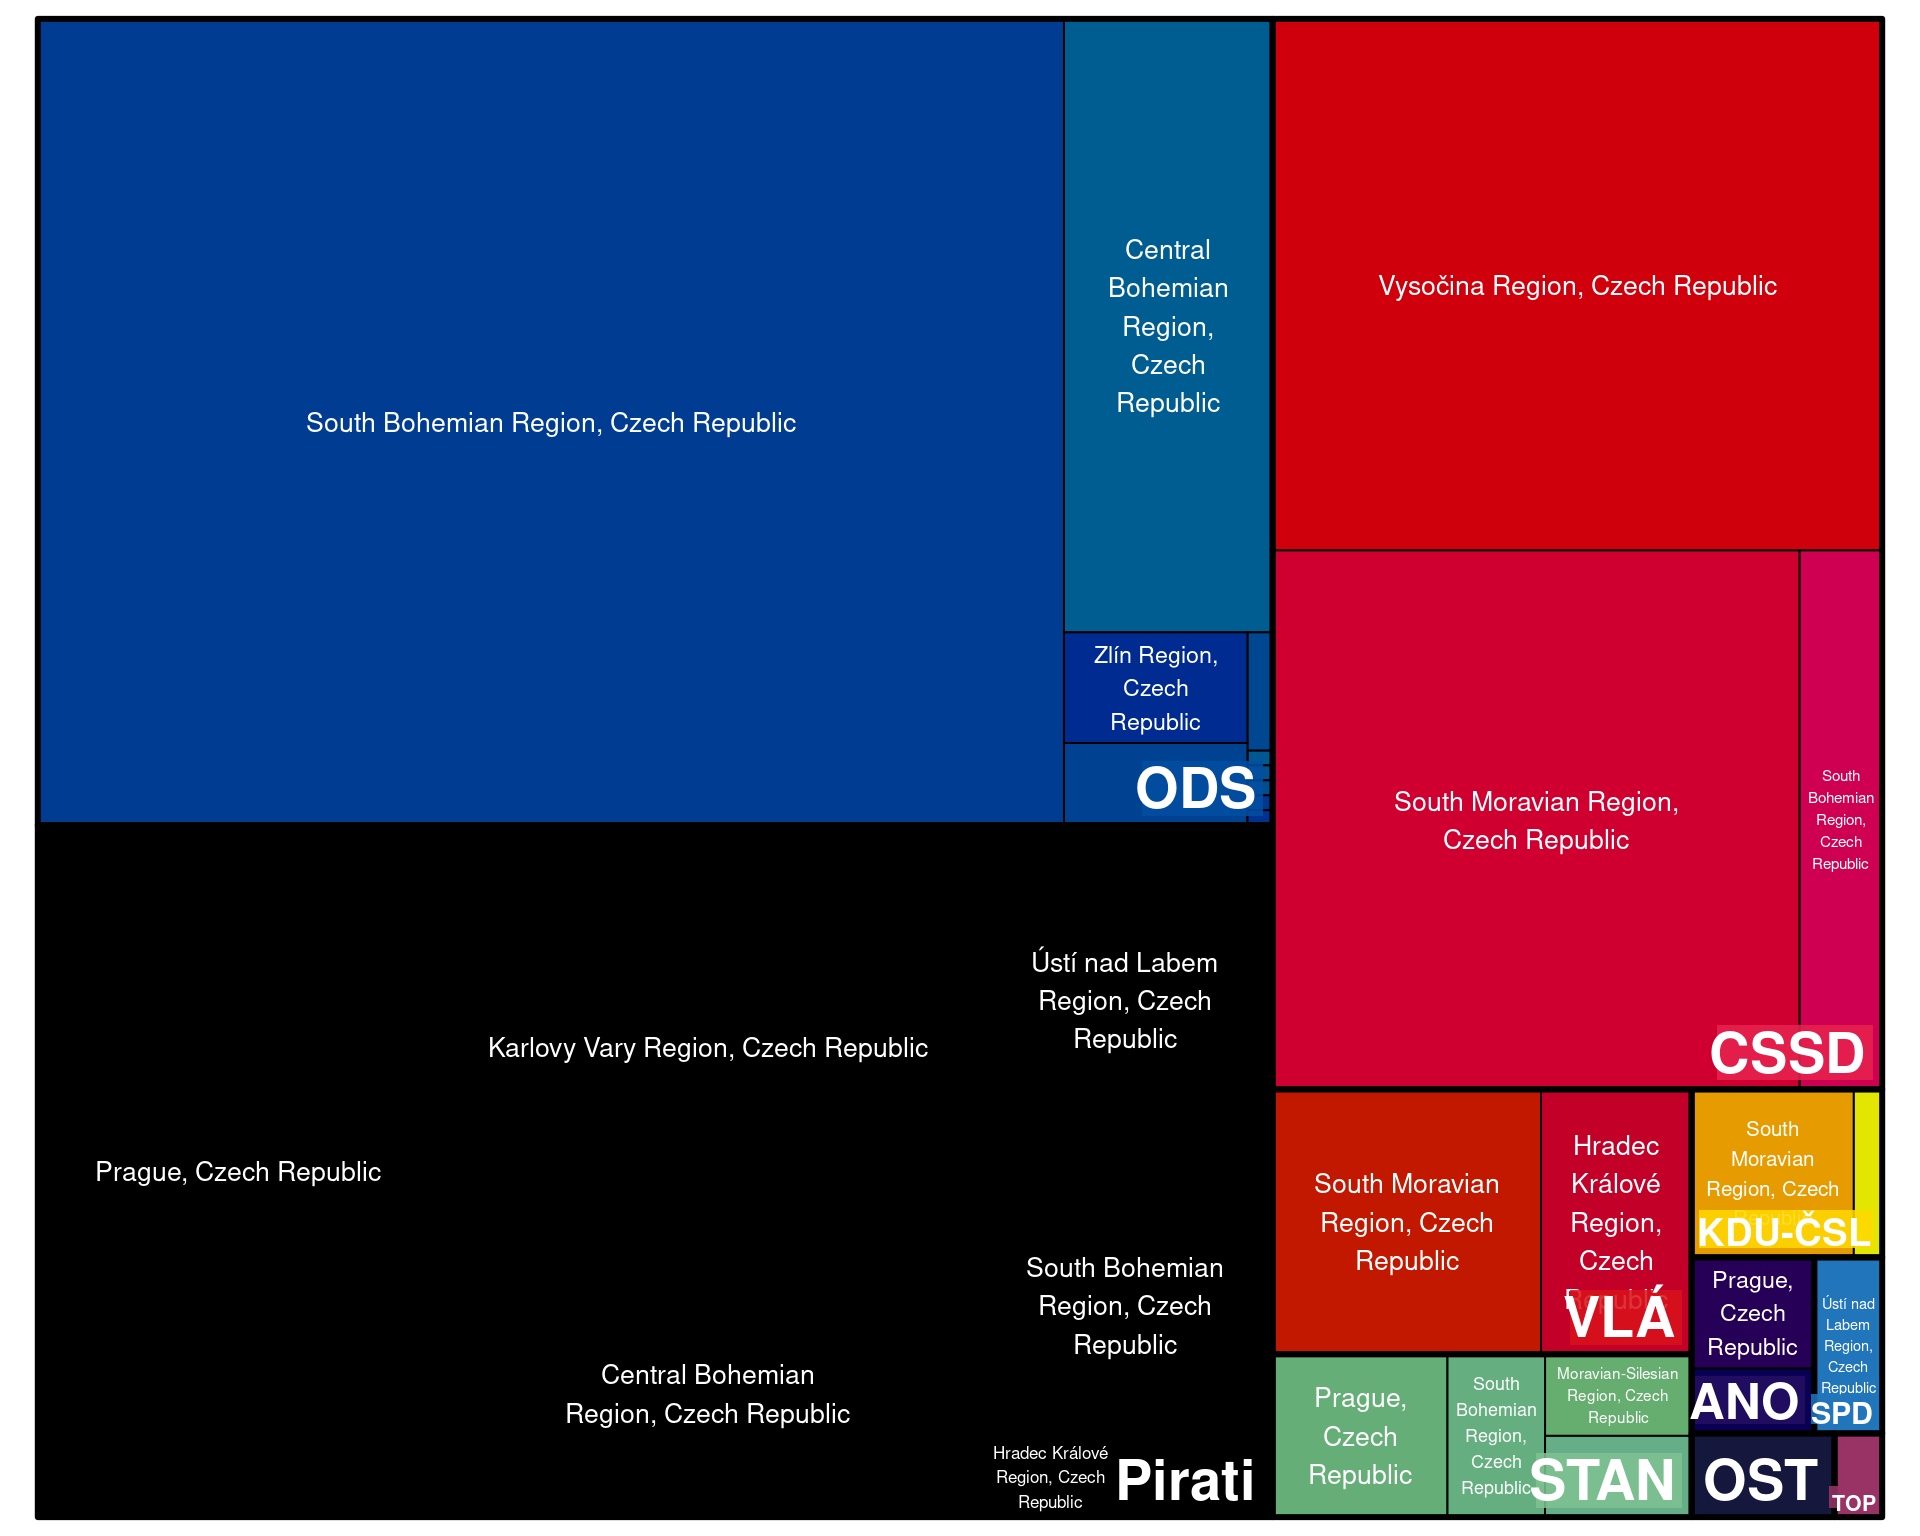 South Bohemian Region, Czech Republic
Central
Bohemian
Region,
Czech
Republic
Zlín Region,
Czech
Republic
ODS
Vysočina Region, Czech Republic
South Moravian Region,
Czech Republic
South
Bohemian
Region,
Czech
Republic
CSSD
Prague, Czech Republic
Karlovy Vary Region, Czech Republic
Ústí nad Labem
Region, Czech
Republic
Central Bohemian
Region, Czech Republic
South Bohemian
Region, Czech
Republic
Hradec Králové
Region, Czech
Republic
Pirati
South Moravian
Region, Czech
Republic
Hradec
Králové
Region,
Czech
Republic
VLÁ
South
Moravian
Region, Czech
Republic
KDU-ČSL
Prague,
Czech
Republic
ANO
Ústí nad
Labem
Region,
Czech
Republic
SPD
Prague,
Czech
Republic
South
Bohemian
Region,
Czech
Republic
Moravian-Silesian
Region, Czech
Republic
STAN
OST
TOP